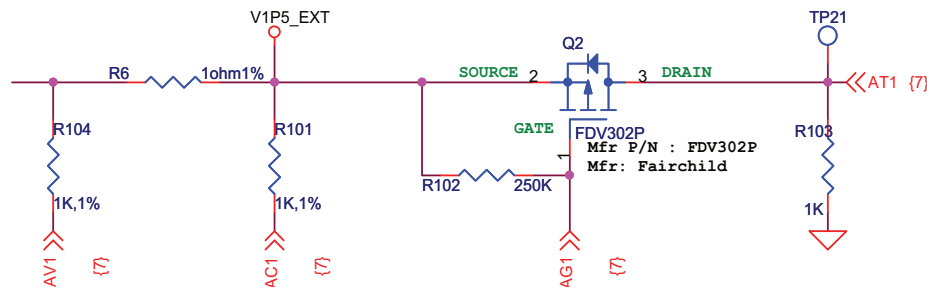 V1P5_EXT
TP21
Q2
R6
1ohm1%
SOURCE
2
3
DRAIN
AT1
{7}
R104
R101
GATE
FDV302P
R103
1
Mfr P/N : FDV302P
Mfr: Fairchild
R102
250K
1K,1%
1K,1%
1K
AV1
{7}
AC1
{7}
AG1
{7}